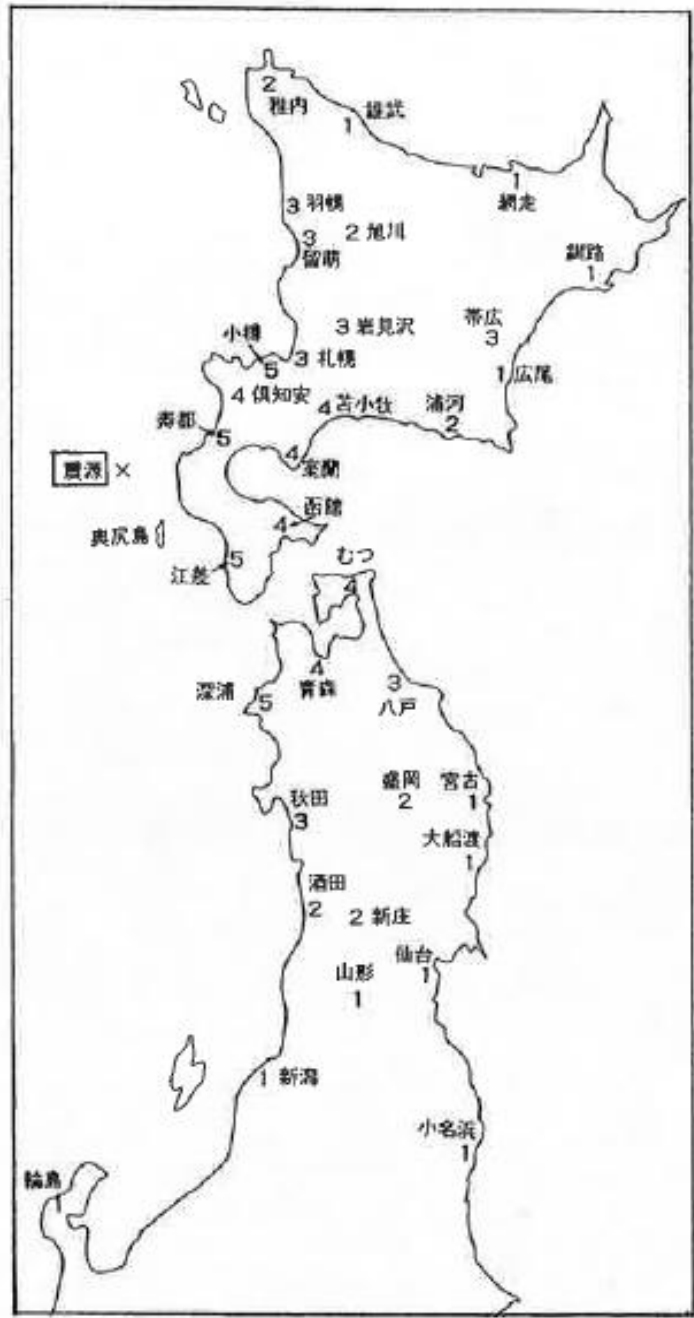 2
稚内
雄武
1
1
網走
3 羽幌
2 旭川
3
留萌
釧路
1
小樽
3 岩見沢
帯広
3
5
3 札幌
1 広尾
4 倶知安
4 苫小牧
浦河
2
寿都
5
4
室蘭
震源 ×
函館
4
奥尻島
5
江差
むつ
4
4
青森
3
八戸
深浦
5
盛岡
2
宮古
1
秋田
3
大船渡
1
酒田
2
2 新庄
仙台
1
山形
1
1 新潟
小名浜
1
輪島
1